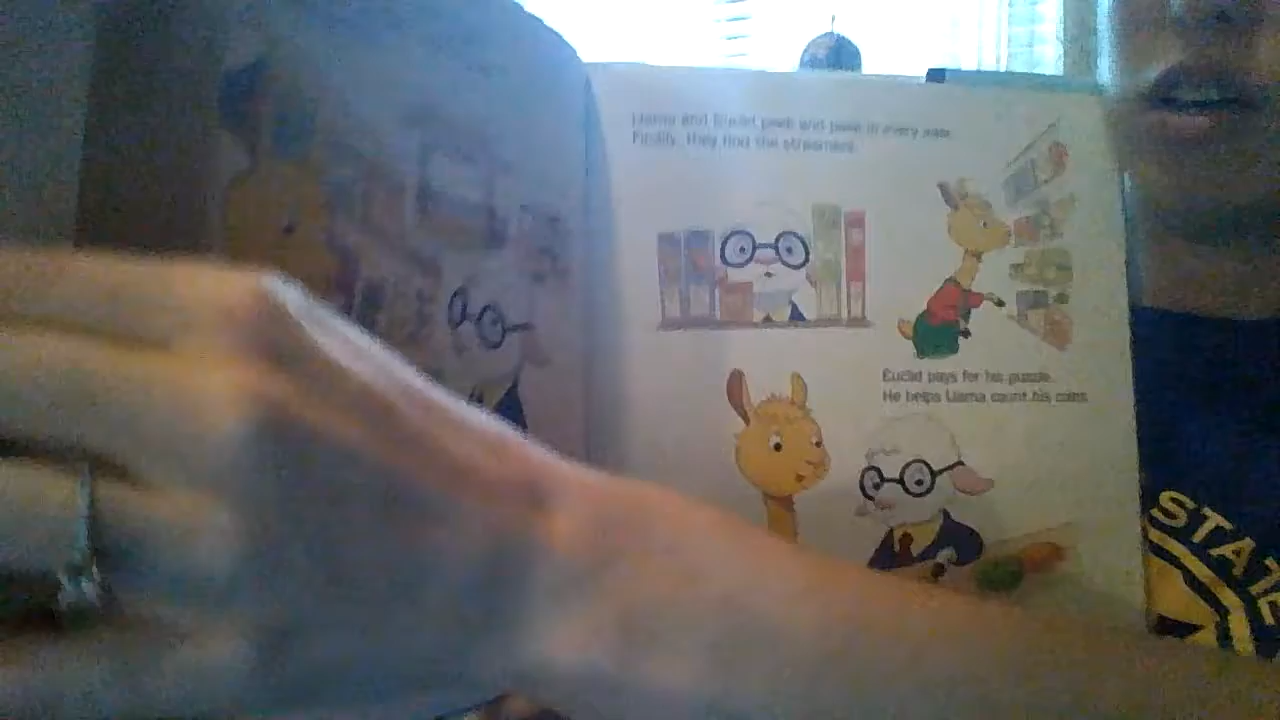 Llama and Euclid peek and peek in every aisle.
Finally, they find the streamers.
Euclid pays for his puzzle.
He helps Llama count his coins.
STATE